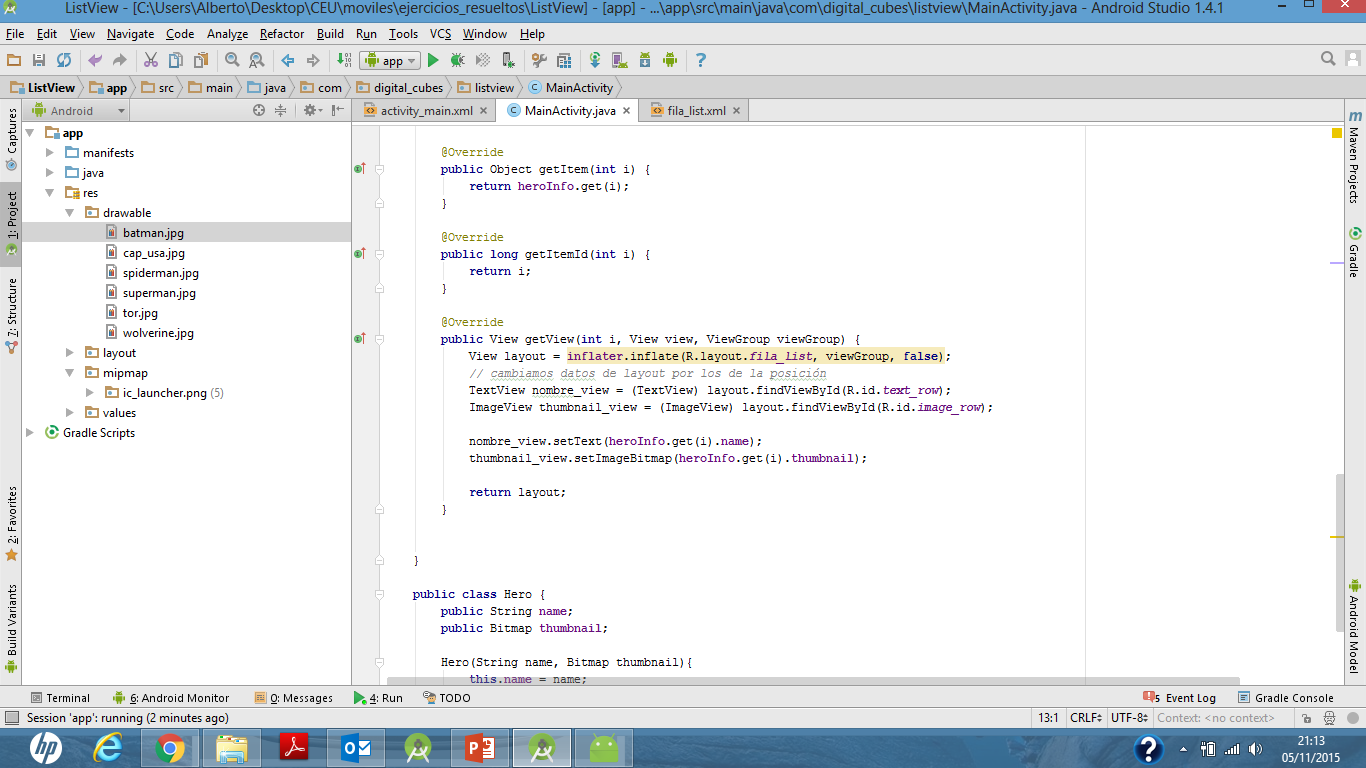 ListView - [C:\Users\Alberto\Desktop\CEU\moviles\ejercicios_resueltos\ListView] - [app] - ...\app\src\main\java\com\digital_cubes\listview\MainActivity.java - Android Studio 1.4.1
File Edit View Navigate Code Analyze Refactor Build Run Tools VCS Window Help
app
ListView app src main java com digital_cubes listview MainActivity
Android
activity_main.xml MainActivity.java fila_list.xml
Captures
1: Project
7: Structure
2: Favorites
Build Variants
app
manifests
java
res
drawable
batman.jpg
cap_usa.jpg
spiderman.jpg
superman.jpg
tor.jpg
wolverine.jpg
layout
mipmap
ic_launcher.png (5)
values
Gradle Scripts
@Override
public Object getItem(int i) {
return heroInfo.get(i);
}
@Override
public long getItemId(int i) {
return i;
}
@Override
public View getView(int i, View view, ViewGroup viewGroup) {
View layout = inflater.inflate(R.layout.fila_list, viewGroup, false);
// cambiamos datos de layout por los de la posición
TextView nombre_view = (TextView) layout.findViewById(R.id.text_row);
ImageView thumbnail_view = (ImageView) layout.findViewById(R.id.image_row);
nombre_view.setText(heroInfo.get(i).name);
thumbnail_view.setImageBitmap(heroInfo.get(i).thumbnail);
return layout;
}
}
public class Hero {
public String name;
public Bitmap thumbnail;
Hero(String name, Bitmap thumbnail){
this.name = name;
m
Maven Projects
Gradle
Android Model
Terminal 6: Android Monitor 0: Messages 4: Run TODO 5 Event Log Gradle Console
Session 'app': running (2 minutes ago) 13:1 CRLF UTF-8 Context: <no context>
hp
21:13
05/11/2015